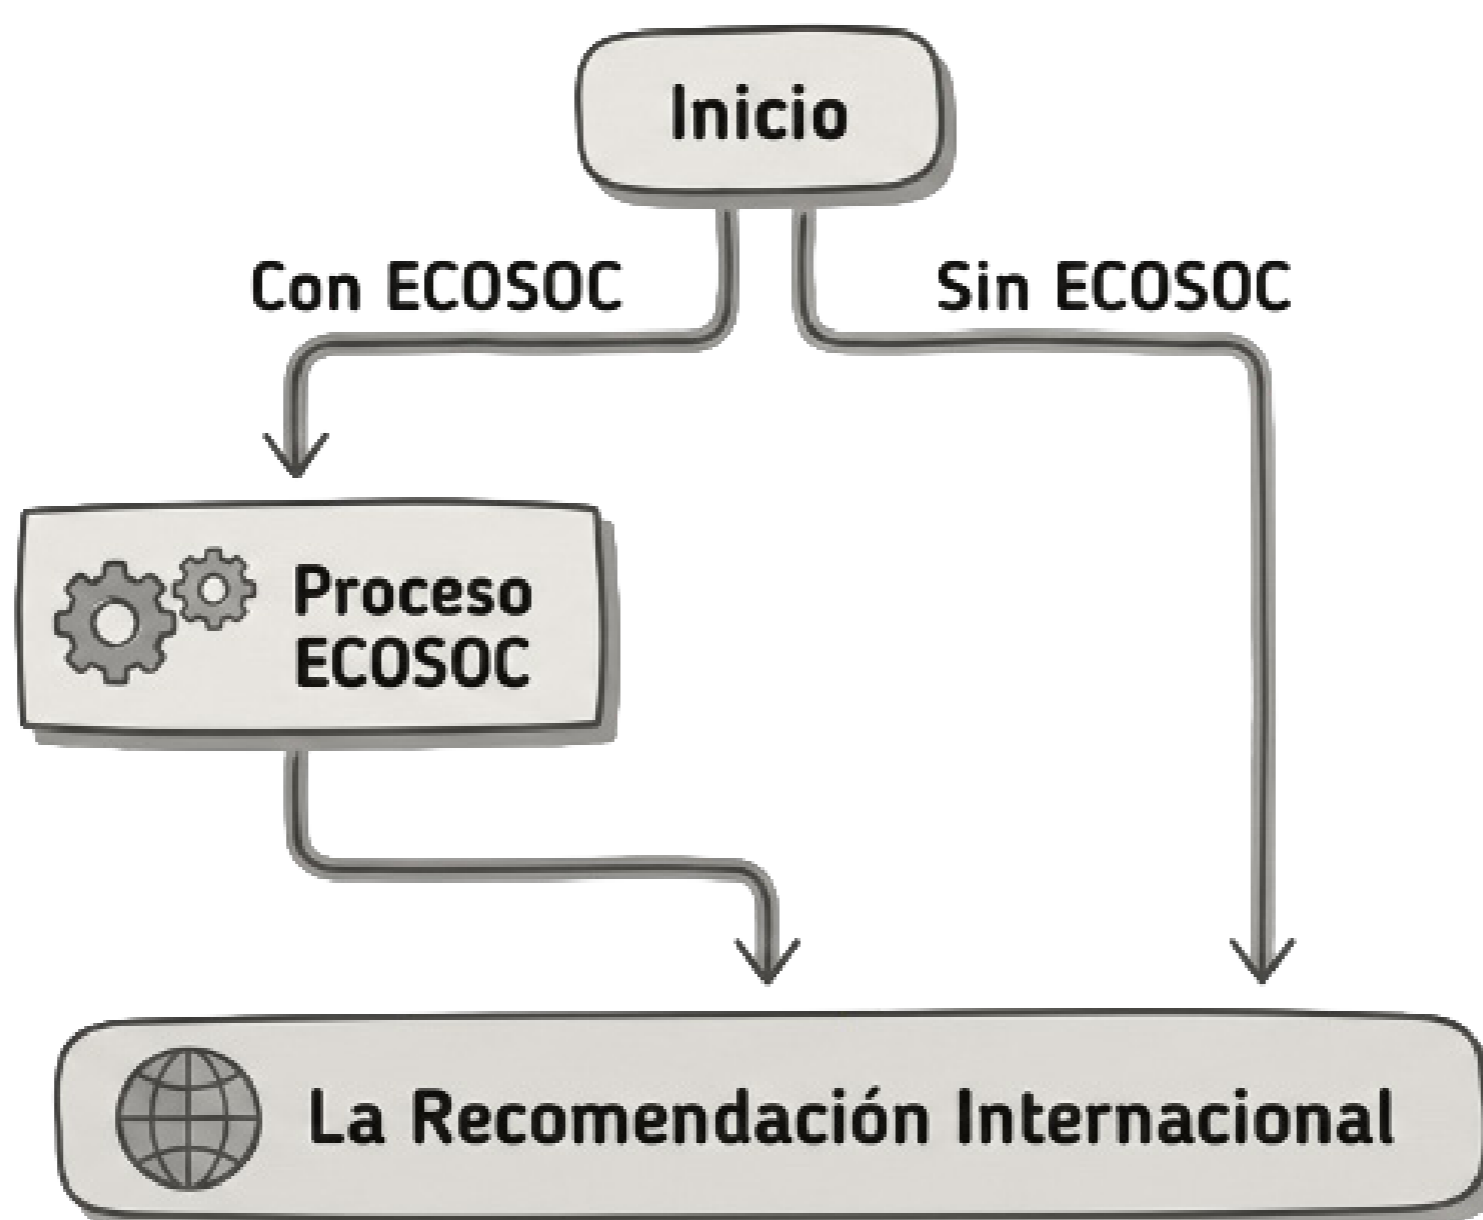 Inicio
Con ECOSOC
Sin ECOSOC
Proceso
ECOSOC
La Recomendación Internacional